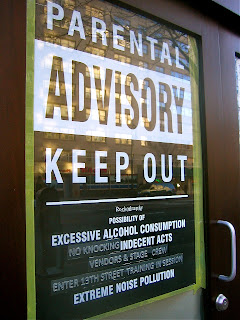 PARENTAL
ADVISORY
KEEP OUT
POSSIBILITY OF
EXCESSIVE ALCOHOL CONSUMPTION
NO KNOCKING INDECENT ACTS
VENDORS & STAGE CREW
ENTER 13TH STREET TRAINING IN SESSION
EXTREME NOISE POLLUTION